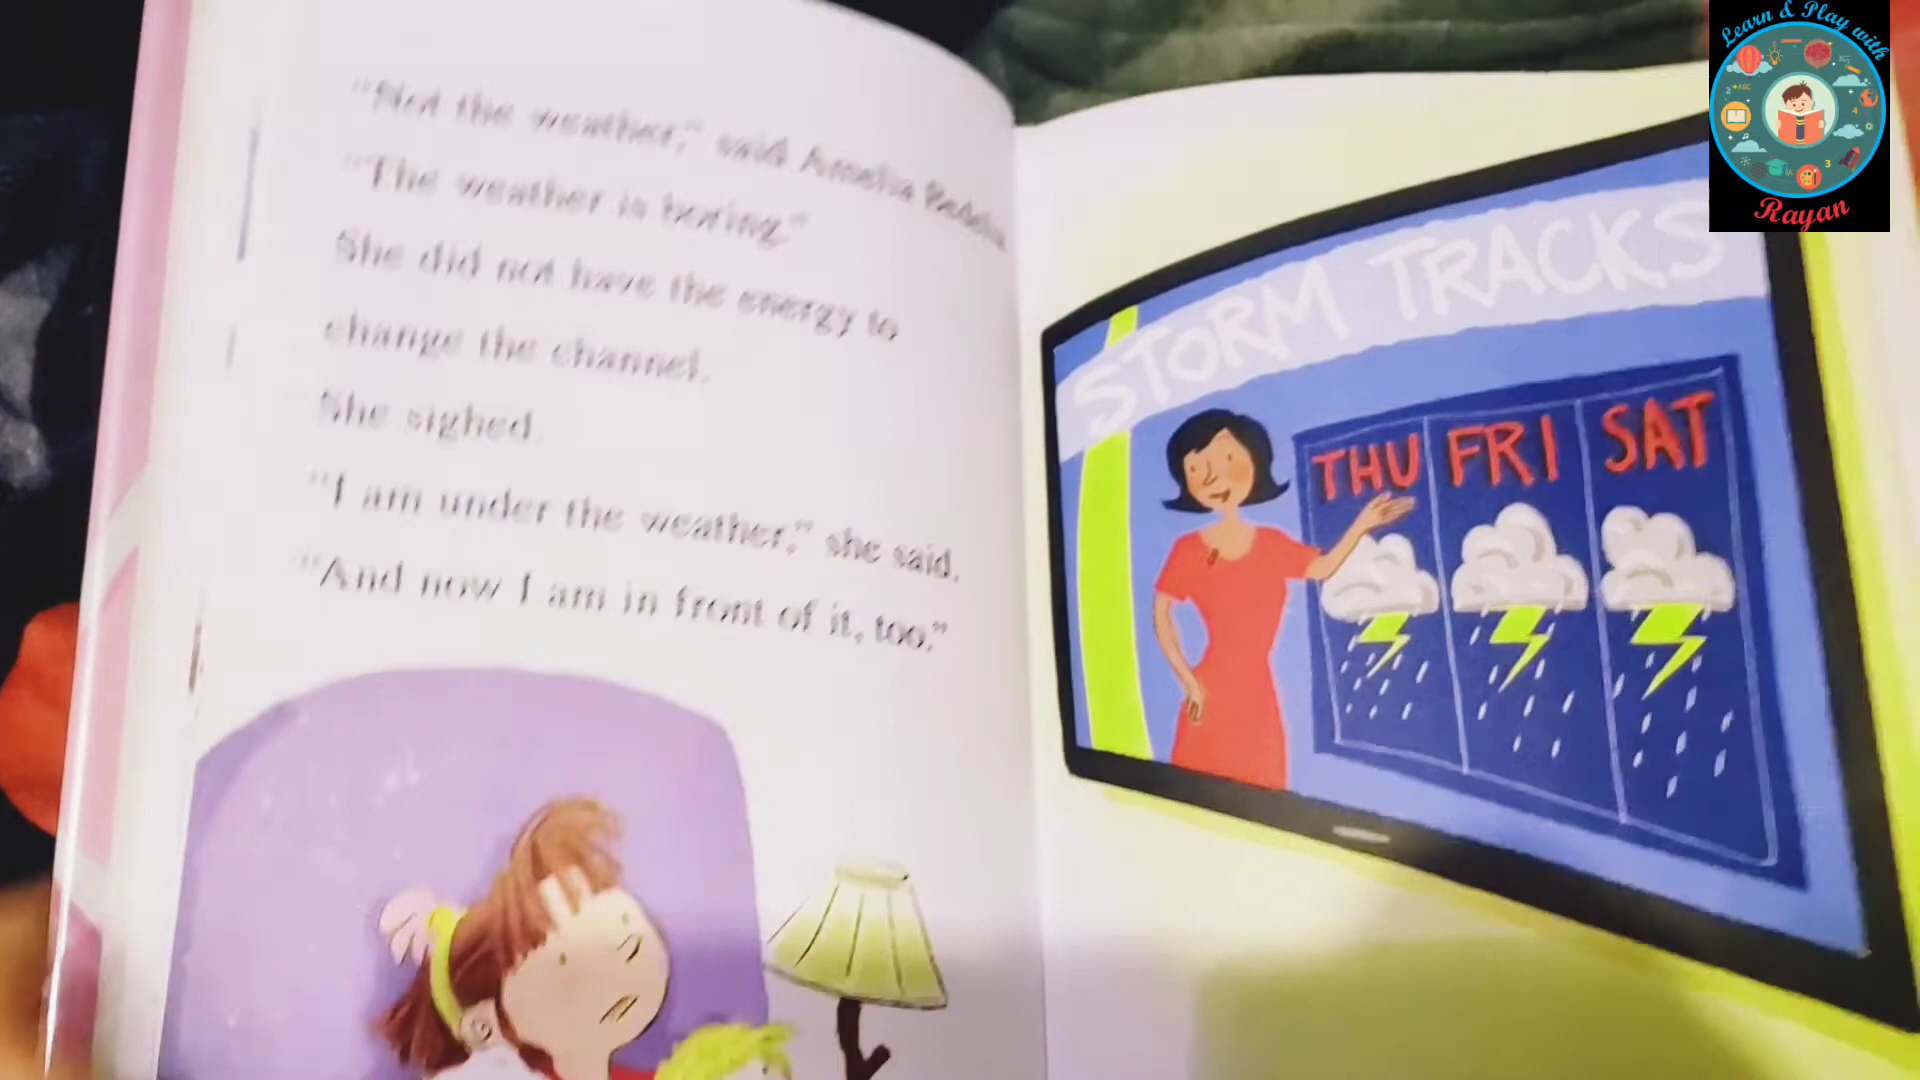 "Not the weather," said Amelia Bedelia.
"The weather is boring."
She did not have the energy to
change the channel.
She sighed.
"I am under the weather," she said.
"And now I am in front of it, too."
STORM TRACKS
THU FRI SAT
Learn & Play with
Rayan